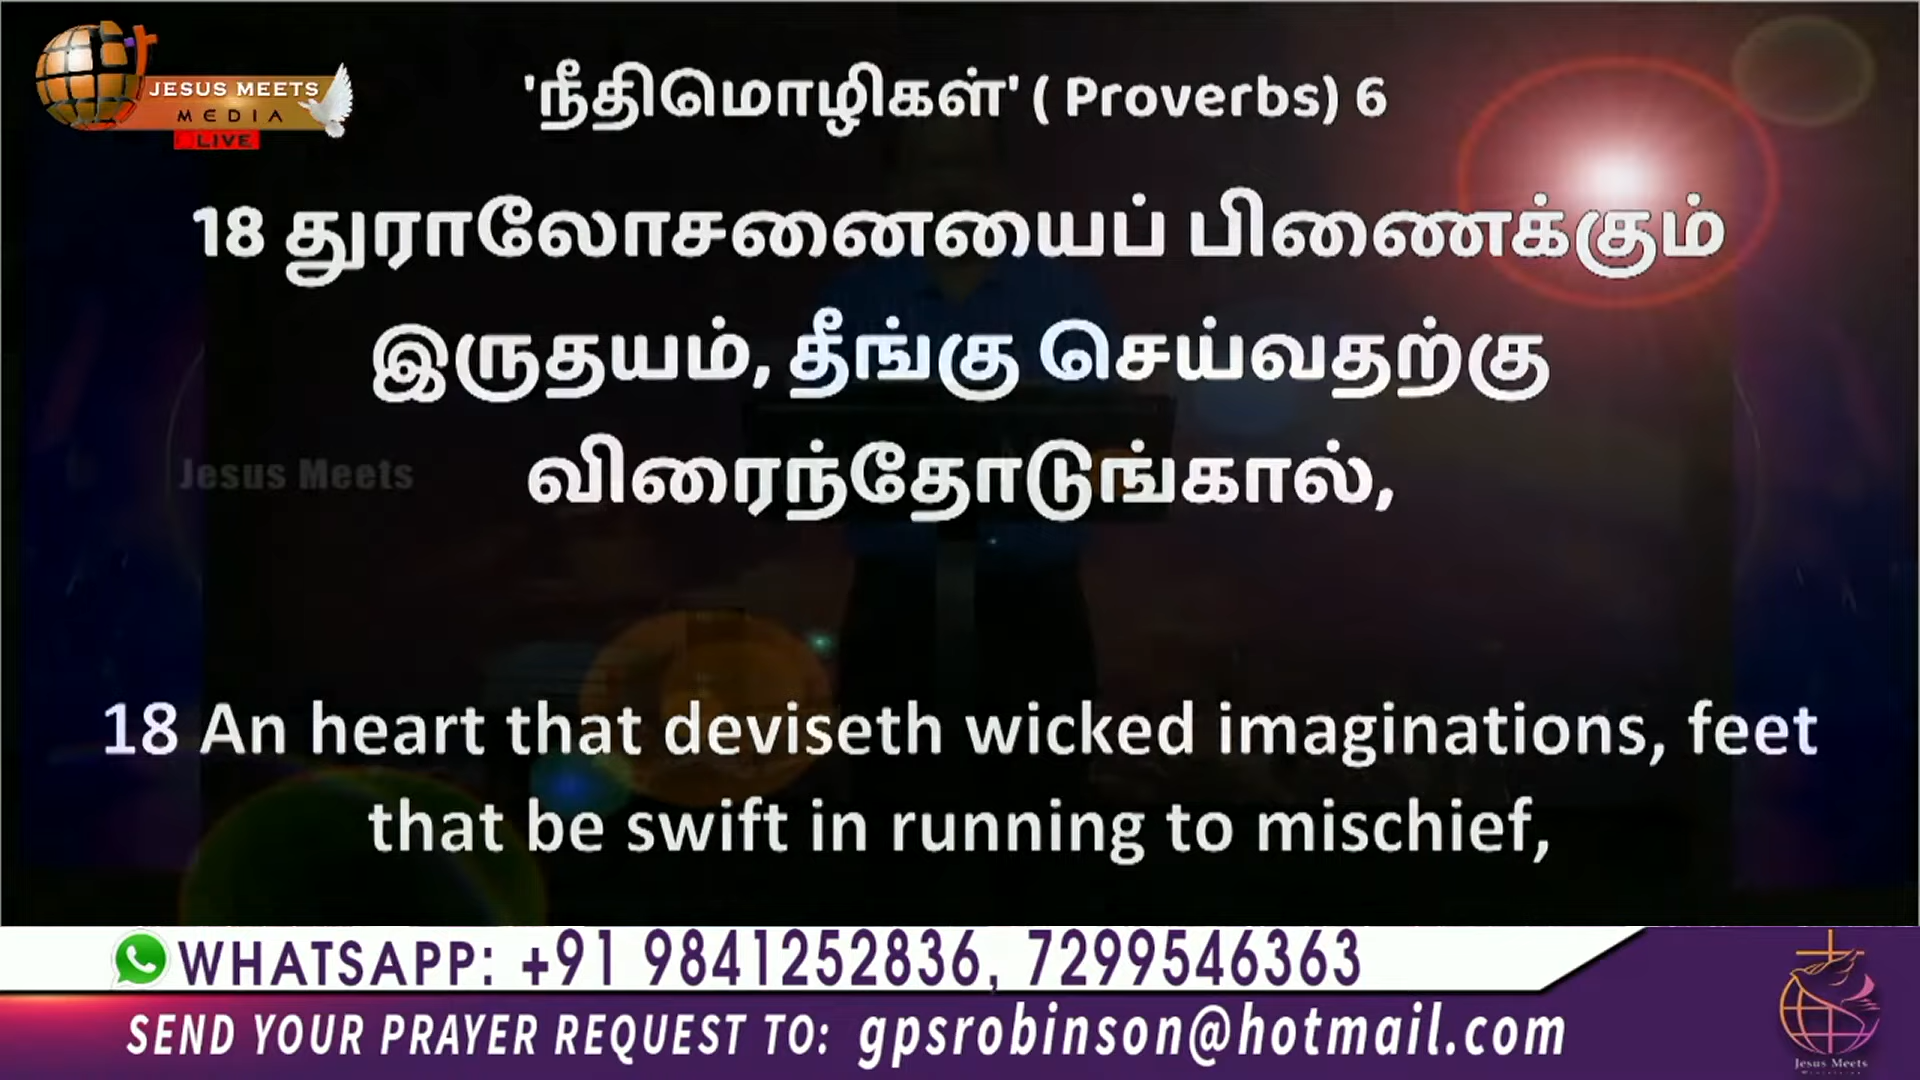 JESUS MEETS
MEDIA
LIVE
'நீதிமொழிகள்' ( Proverbs) 6
18 துராலோசனையைப் பிணைக்கும்
இருதயம், தீங்கு செய்வதற்கு
விரைந்தோடுங்கால்,
Jesus Meets
18 An heart that deviseth wicked imaginations, feet
that be swift in running to mischief,
WHATSAPP: +91 9841252836, 7299546363
SEND YOUR PRAYER REQUEST TO: gpsrobinson@hotmail.com
Jesus Meets